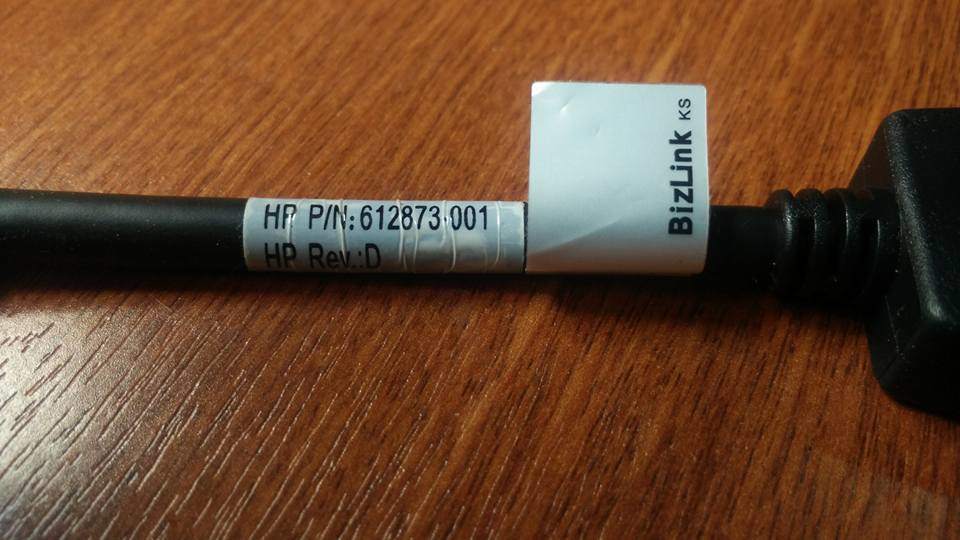 HP P/N:612873-001
HP Rev.:D
BizLink KS